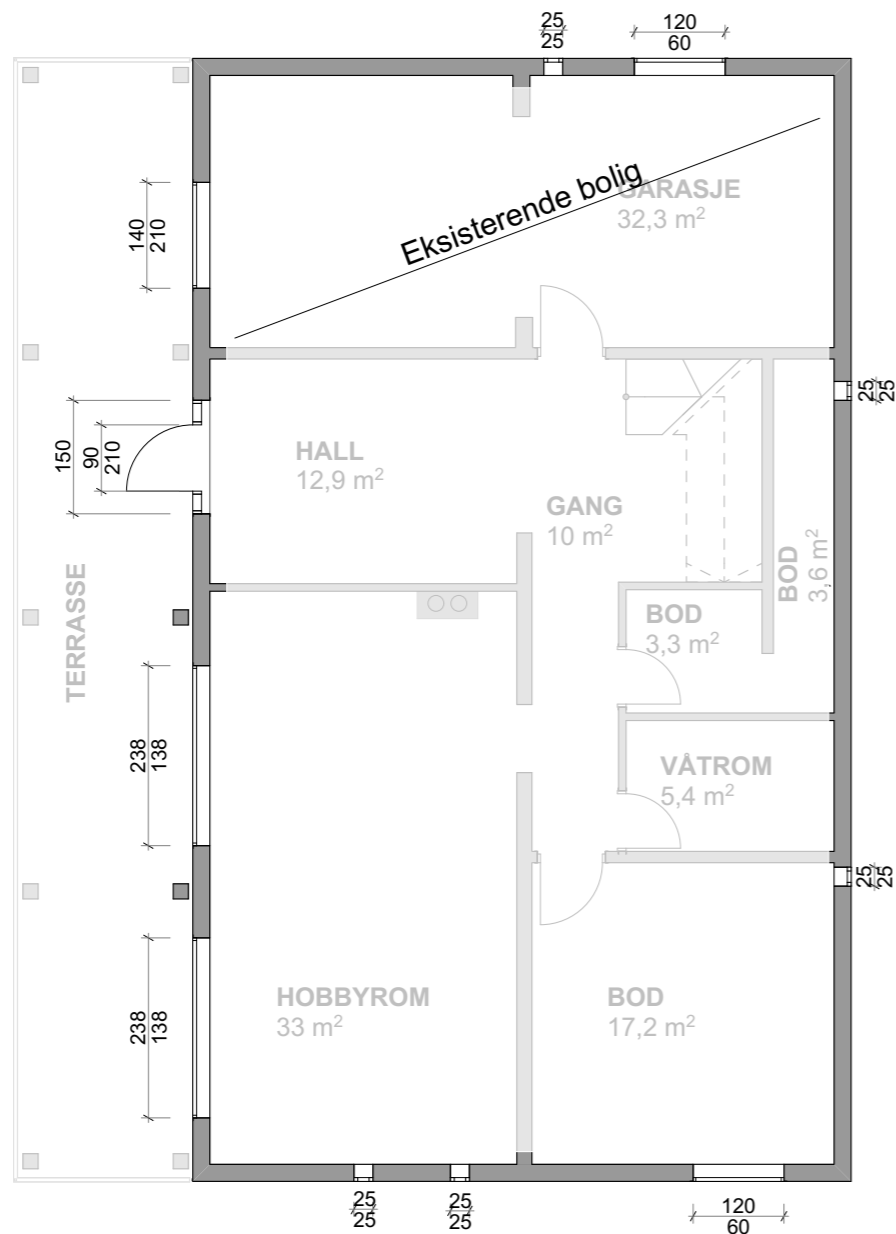 25
25
120
60
GARASJE
32,3 m²
Eksisterende bolig
140
210
25
25
150
90
210
HALL
12,9 m²
GANG
10 m²
BOD
3,6 m²
TERRASSE
BOD
3,3 m²
238
138
VÅTROM
5,4 m²
25
25
238
138
HOBBYROM
33 m²
BOD
17,2 m²
25
25
25
25
120
60